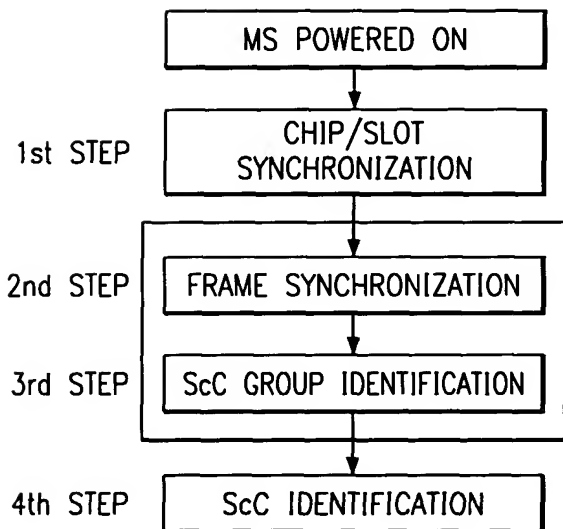 MS POWERED ON
1st STEP
CHIP/SLOT
SYNCHRONIZATION
2nd STEP
FRAME SYNCHRONIZATION
3rd STEP
ScC GROUP IDENTIFICATION
4th STEP
ScC IDENTIFICATION